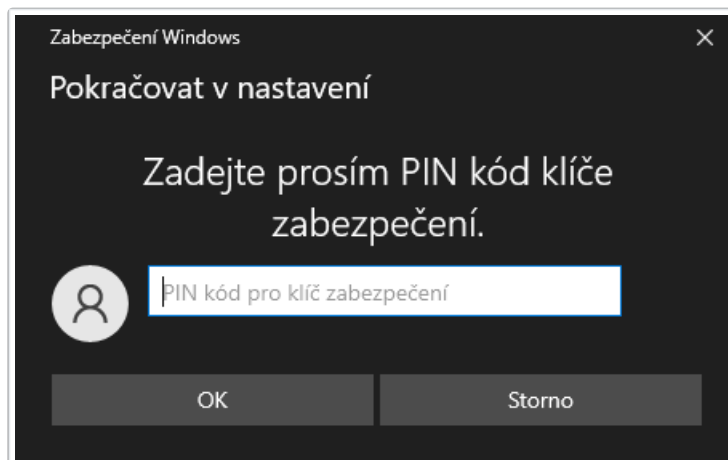 Zabezpečení Windows
Pokračovat v nastavení
Zadejte prosím PIN kód klíče
zabezpečení.
PIN kód pro klíč zabezpečení
OK
Storno